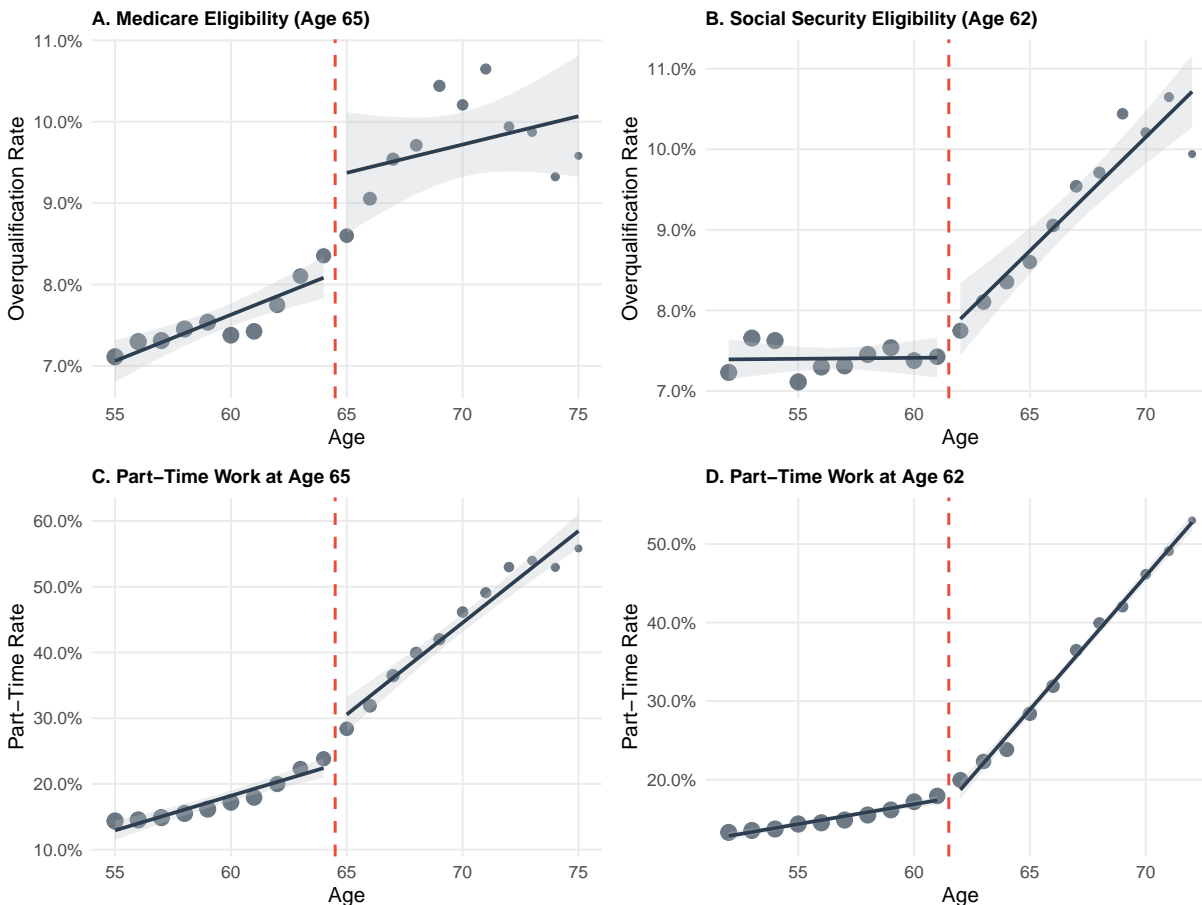 A. Medicare Eligibility (Age 65)
11.0%
10.0%
9.0%
8.0%
7.0%
Overqualification Rate
55 60 65 70 75
Age
B. Social Security Eligibility (Age 62)
11.0%
10.0%
9.0%
8.0%
7.0%
Overqualification Rate
55 60 65 70
Age
C. Part−Time Work at Age 65
60.0%
50.0%
40.0%
30.0%
20.0%
10.0%
Part−Time Rate
55 60 65 70 75
Age
D. Part−Time Work at Age 62
50.0%
40.0%
30.0%
20.0%
Part−Time Rate
55 60 65 70
Age